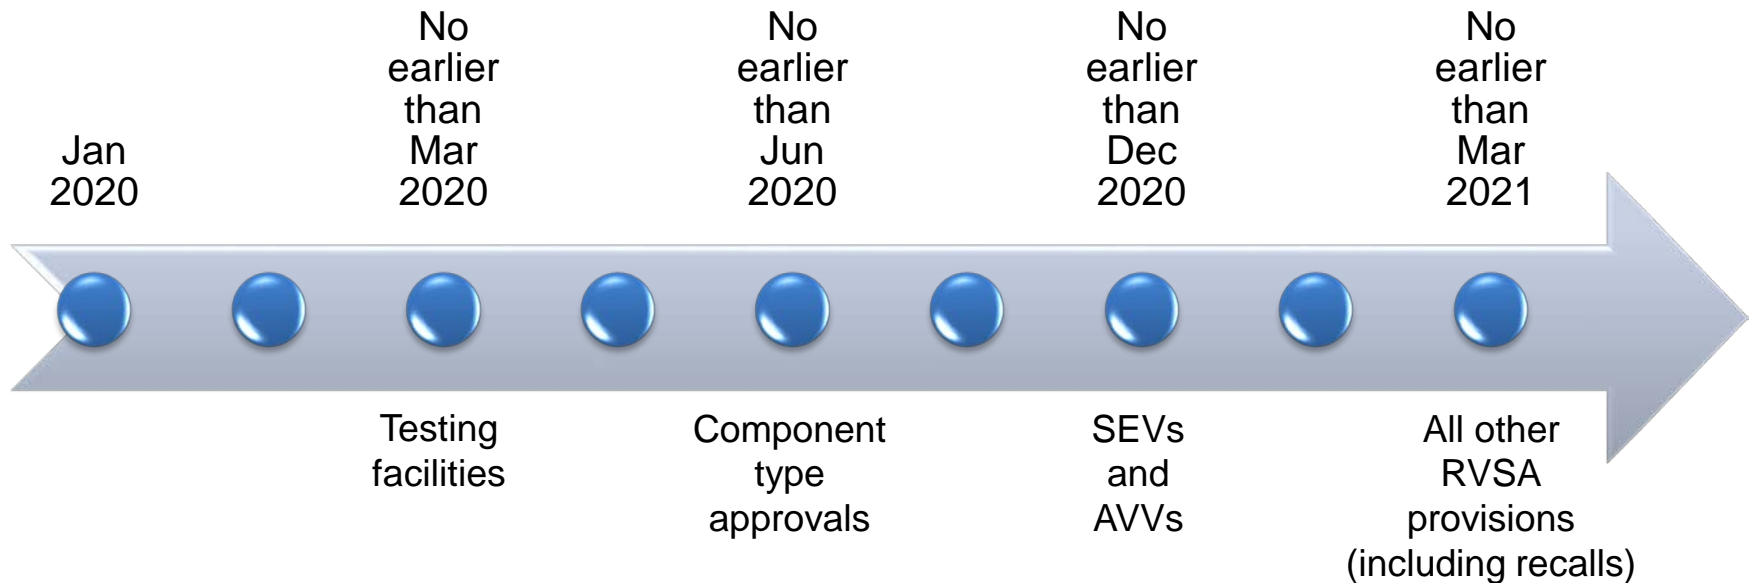 Jan
2020
No
earlier
than
Mar
2020
No
earlier
than
Jun
2020
No
earlier
than
Dec
2020
No
earlier
than
Mar
2021
Testing
facilities
Component
type
approvals
SEVs
and
AVVs
All other
RVSA
provisions
(including recalls)